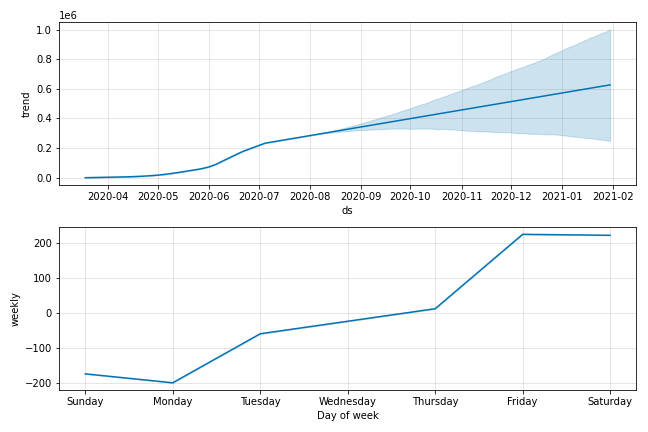 1e6
1.0
0.8
0.6
0.4
0.2
0.0
trend
2020-04 2020-05 2020-06 2020-07 2020-08 2020-09 2020-10 2020-11 2020-12 2021-01 2021-02
ds
200
100
0
−100
−200
weekly
Sunday Monday Tuesday Wednesday Thursday Friday Saturday
Day of week